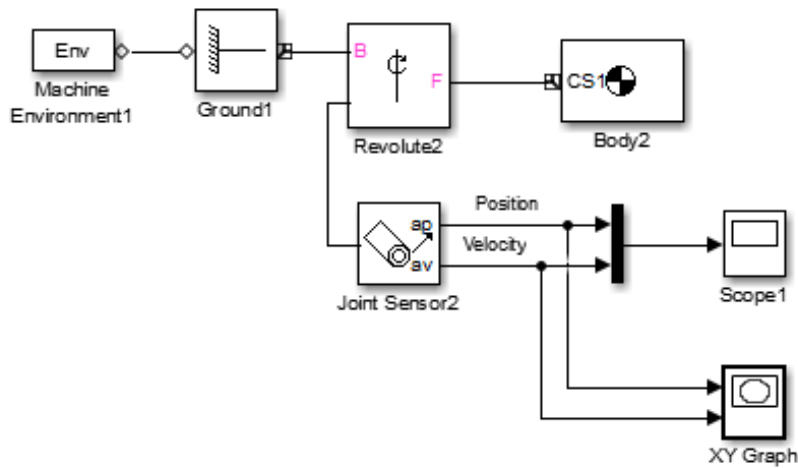 Env
Machine
Environment1
Ground1
B
F
Revolute2
CS1
Body2
Position
ap
Velocity
av
Joint Sensor2
Scope1
XY Graph